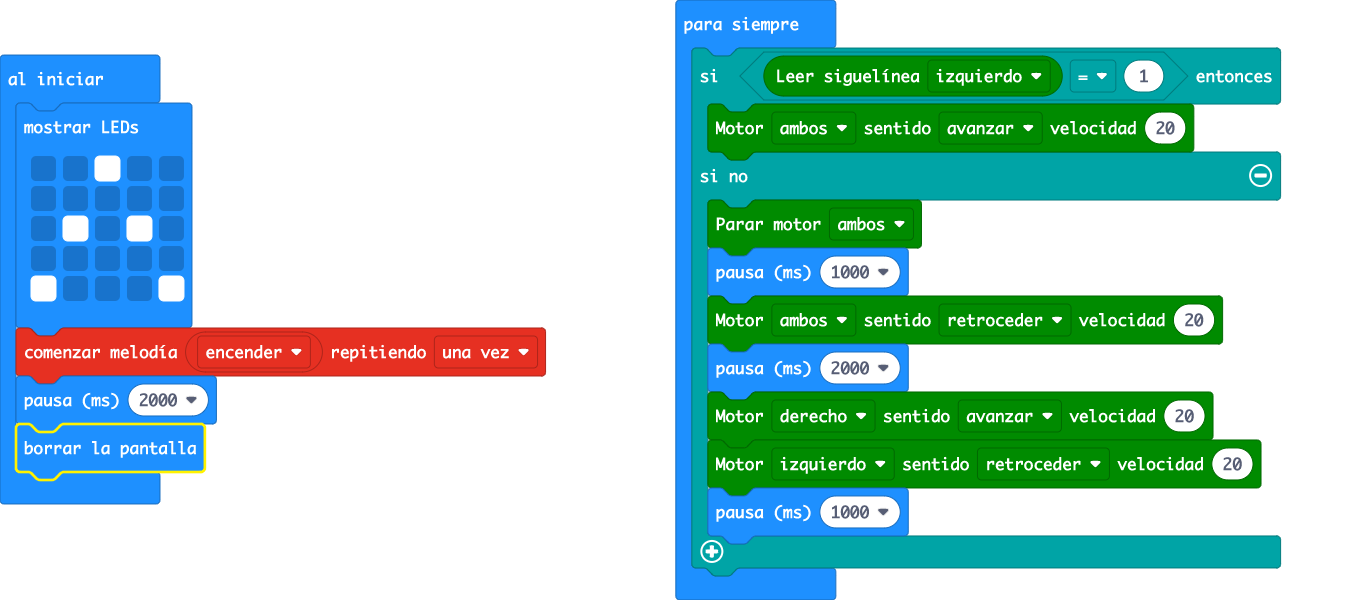 al iniciar
mostrar LEDs
comenzar melodía encender repitiendo una vez
pausa (ms) 2000
borrar la pantalla
para siempre
si Leer siguelínea izquierdo = 1 entonces
Motor ambos sentido avanzar velocidad 20
si no
Parar motor ambos
pausa (ms) 1000
Motor ambos sentido retroceder velocidad 20
pausa (ms) 2000
Motor derecho sentido avanzar velocidad 20
Motor izquierdo sentido retroceder velocidad 20
pausa (ms) 1000